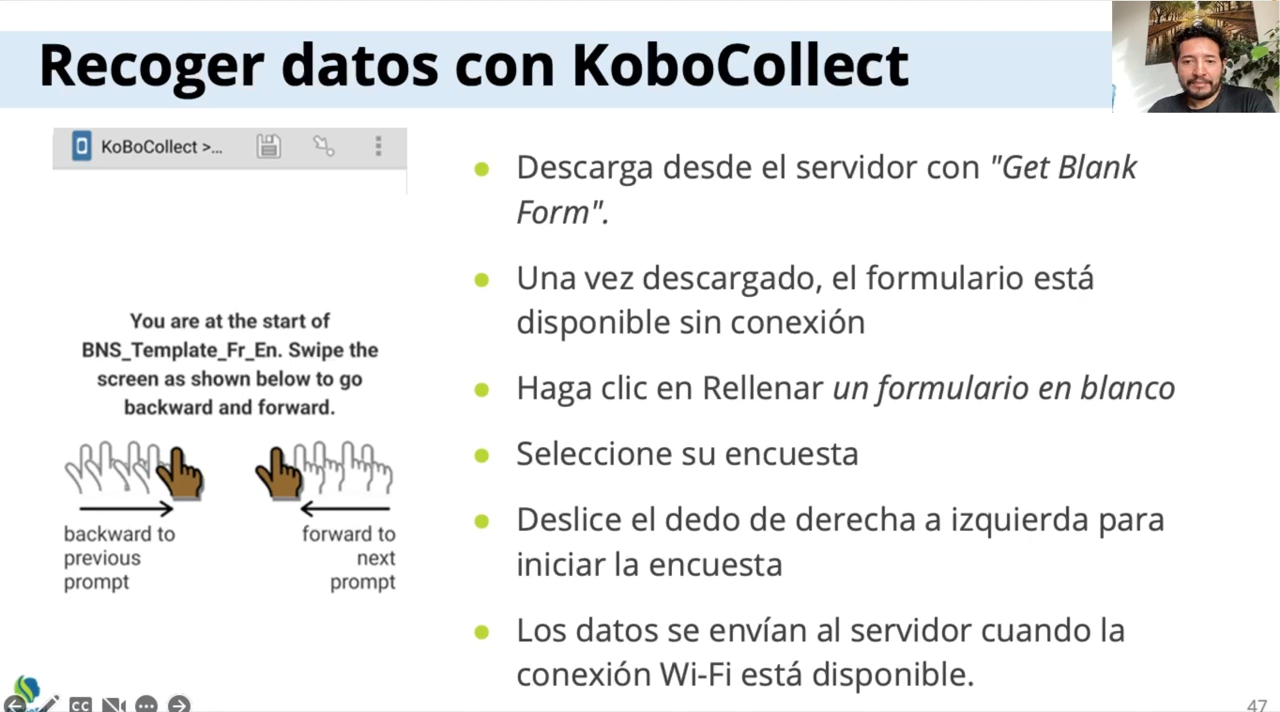 Recoger datos con KoboCollect
KoBoCollect >...
You are at the start of
BNS_Template_Fr_En. Swipe the
screen as shown below to go
backward and forward.
backward to
previous
prompt
forward to
next
prompt
● Descarga desde el servidor con "Get Blank
Form".
● Una vez descargado, el formulario está
disponible sin conexión
● Haga clic en Rellenar un formulario en blanco
● Seleccione su encuesta
● Deslice el dedo de derecha a izquierda para
iniciar la encuesta
● Los datos se envían al servidor cuando la
conexión Wi-Fi está disponible.
CC
47